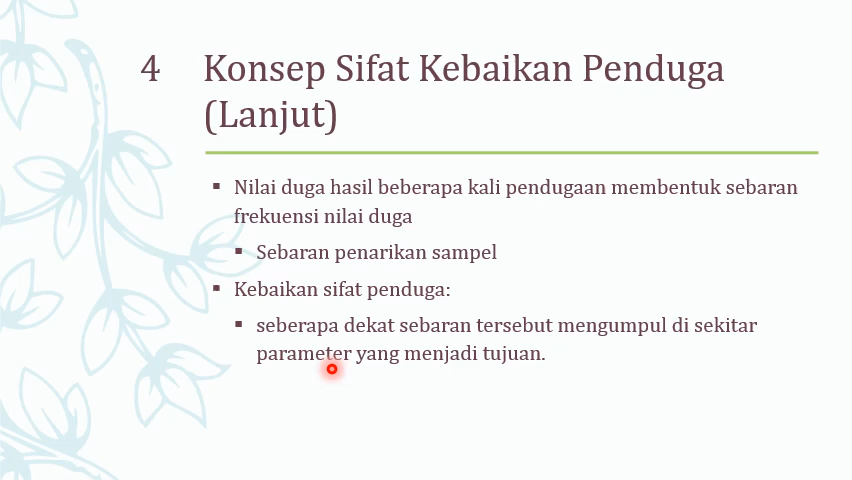 4 Konsep Sifat Kebaikan Penduga
(Lanjut)
▪ Nilai duga hasil beberapa kali pendugaan membentuk sebaran
frekuensi nilai duga
▪ Sebaran penarikan sampel
▪ Kebaikan sifat penduga:
▪ seberapa dekat sebaran tersebut mengumpul di sekitar
parameter yang menjadi tujuan.